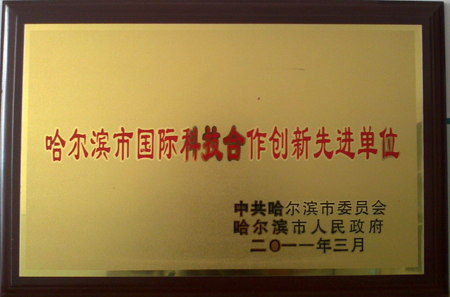 哈尔滨市国际科技合作创新先进单位
中共哈尔滨市委员会
哈尔滨市人民政府
二〇一一年三月